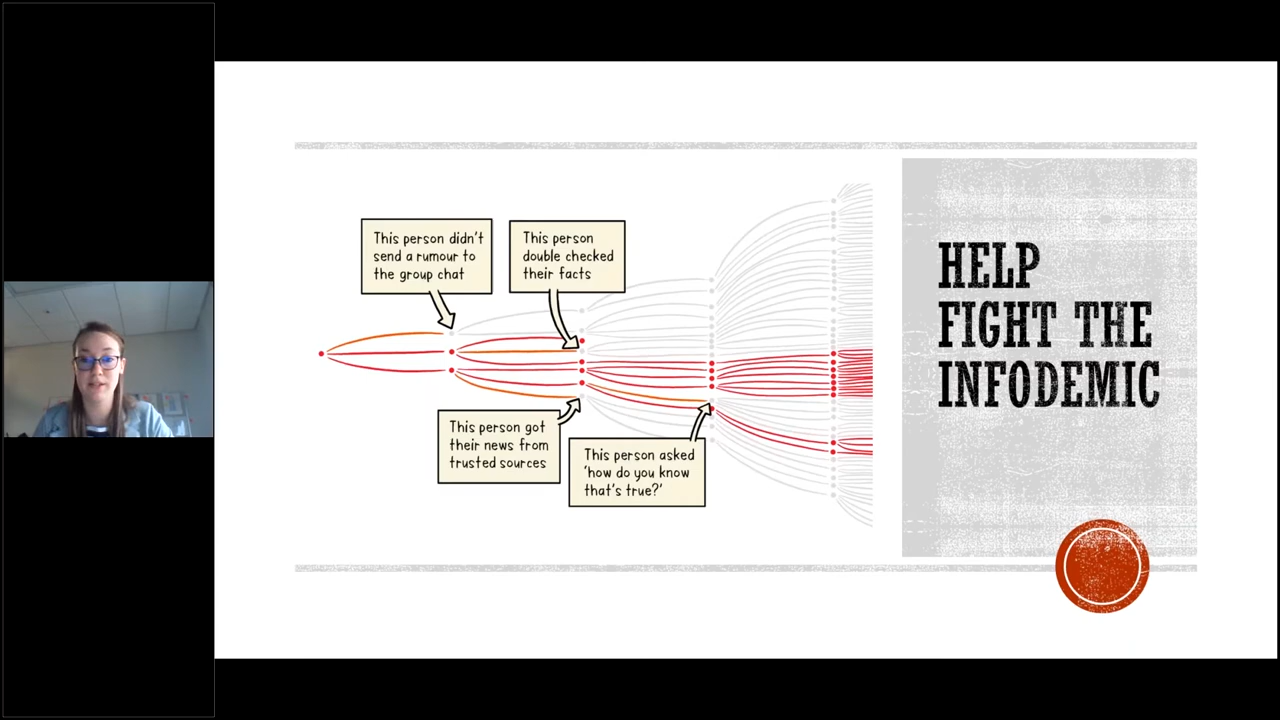 This person didn't
send a rumour to
the group chat
This person
double checked
their facts
This person got
their news from
trusted sources
This person asked
'how do you know
that's true?'
HELP
FIGHT THE
INFODEMIC